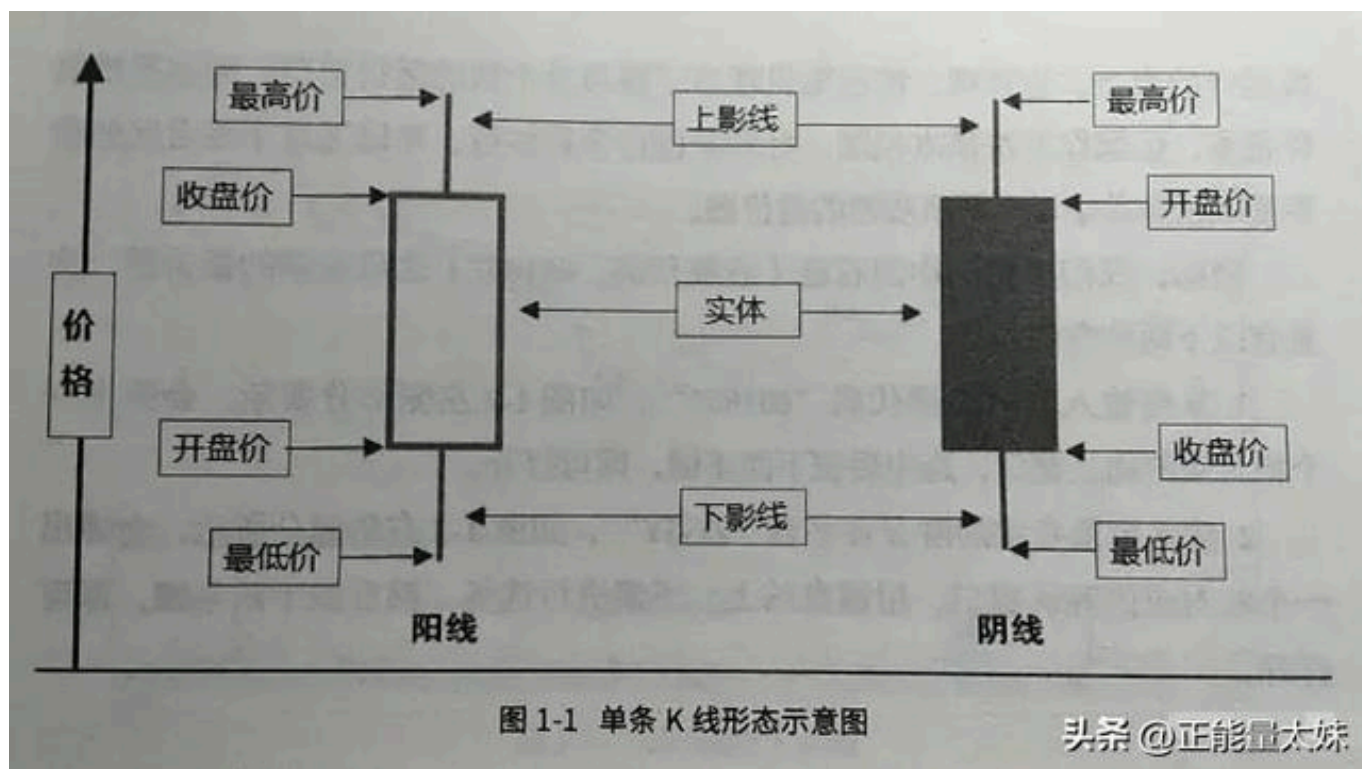 最高价
上影线
最高价
收盘价
开盘价
价格
实体
开盘价
收盘价
下影线
最低价
最低价
阳线
阴线
图 1-1 单条 K 线形态示意图
头条 @正能量太妹